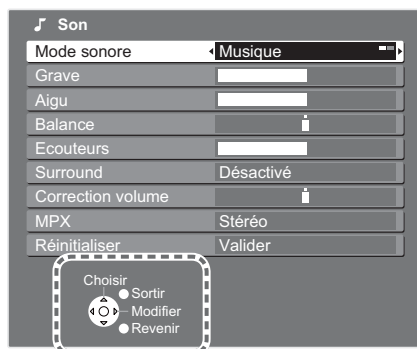 Son
Mode sonore Musique
Grave
Aigu
Balance
Ecouteurs
Surround Désactivé
Correction volume
MPX Stéréo
Réinitialiser Valider
Choisir
Sortir
Modifier
Revenir